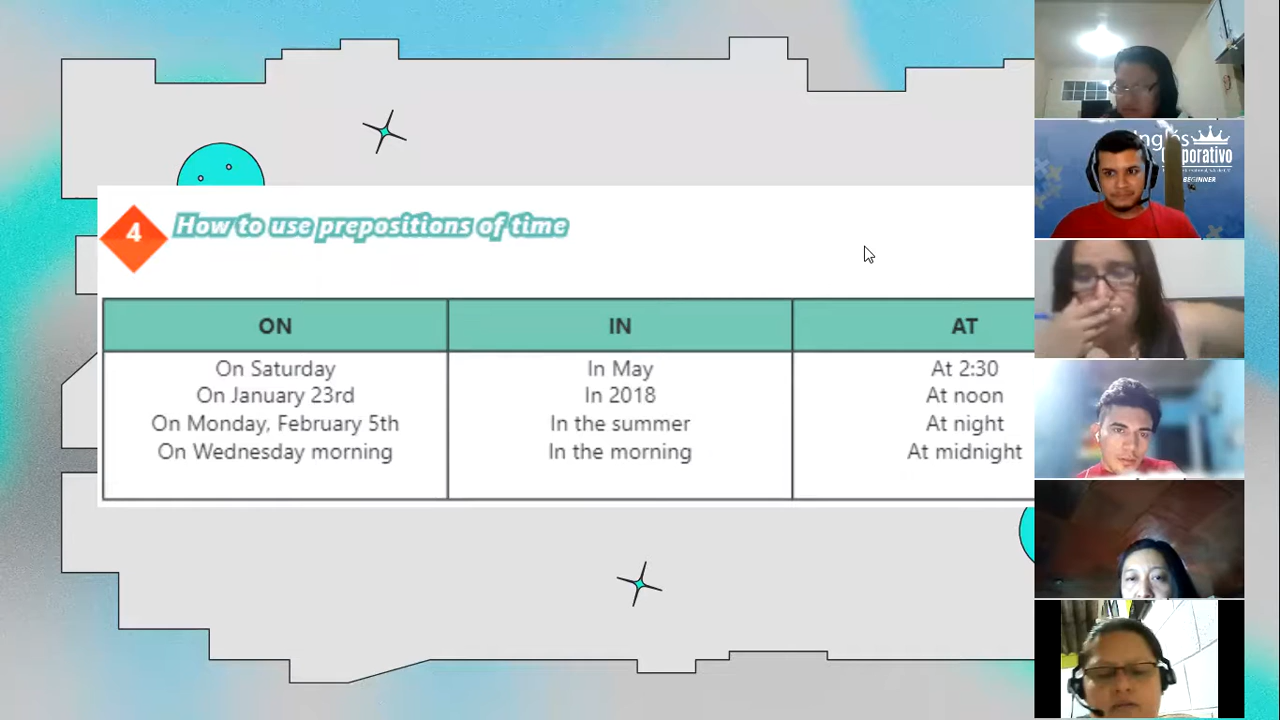 4
How to use prepositions of time
ON
IN
AT
On Saturday
In May
At 2:30
On January 23rd
In 2018
At noon
On Monday, February 5th
In the summer
At night
On Wednesday morning
In the morning
At midnight
BEGINNER